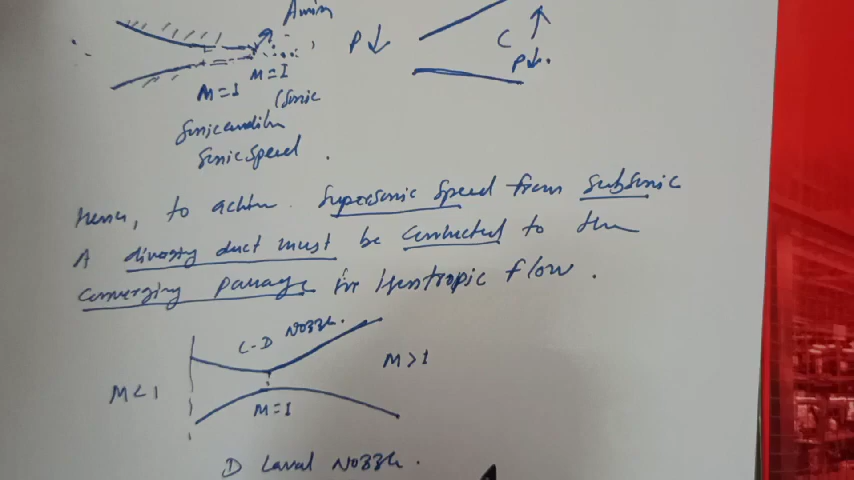 Amin
P↓
C ↑
P↓.
M=1
M=1
(Sonic
Sonic condition
Sonic Speed .
Hence, to achieve Supersonic Speed from Subsonic
A diverging duct must be connected to the
Converging passage for isentropic flow .
C-D Nozzle.
M<1
M>1
M=1
D Laval Nozzle .